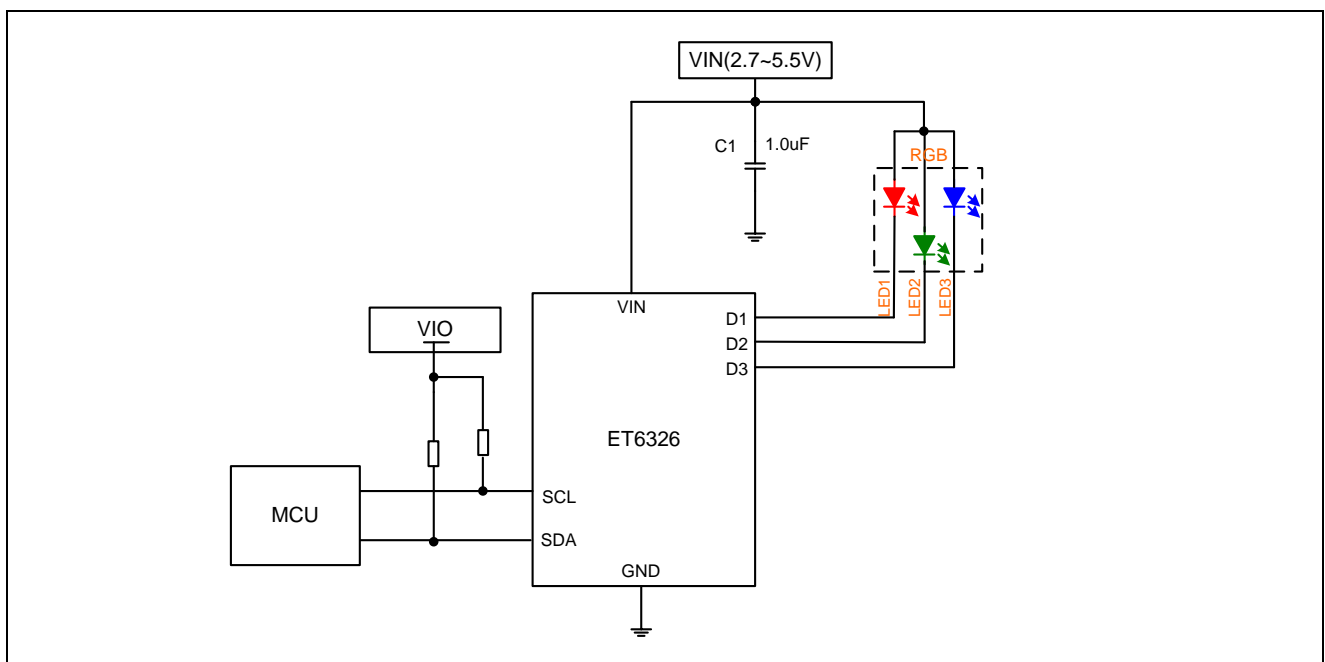 VIN(2.7~5.5V)
C1
1.0uF
RGB
LED1
LED2
LED3
VIN
D1
D2
D3
VIO
ET6326
MCU
SCL
SDA
GND